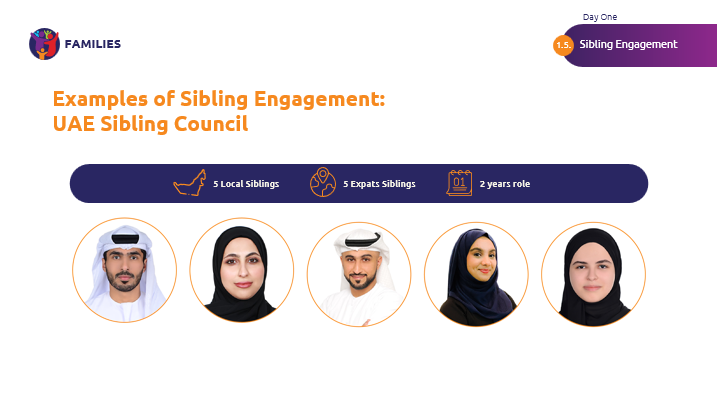 Day One
FAMILIES
1.5.
Sibling Engagement
Examples of Sibling Engagement:
UAE Sibling Council
5 Local Siblings
5 Expats Siblings
01
2 years role